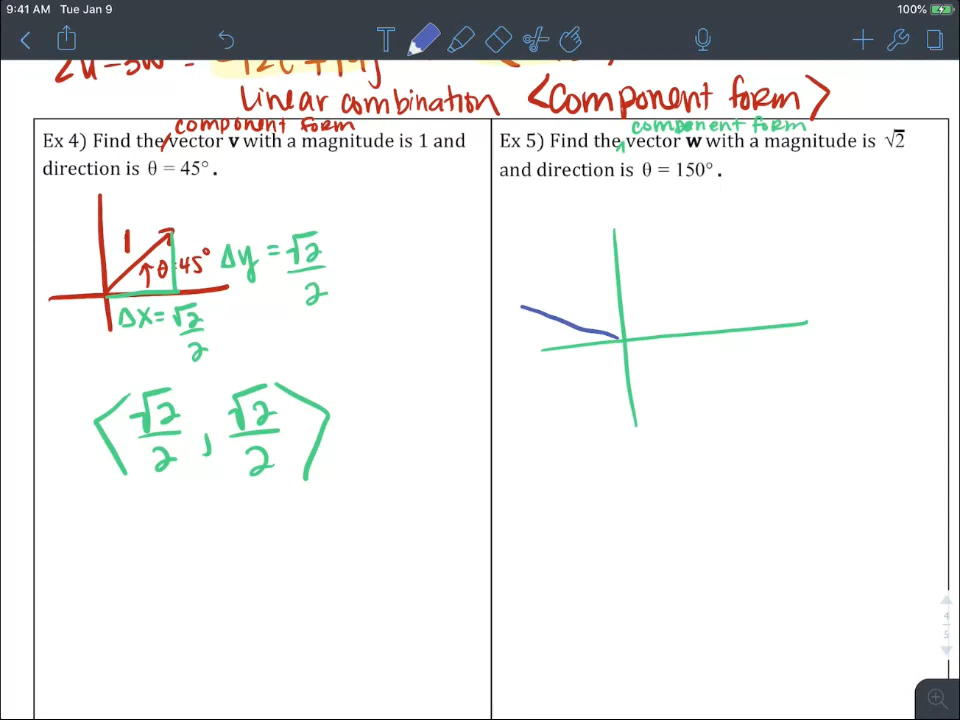 9:41 AM Tue Jan 9
100%
Linear combination <Component form>
component form
Ex 4) Find the vector v with a magnitude is 1 and
direction is θ = 45°.
1
θ = 45°
Δy = √2/2
Δx = √2/2
⟨√2/2, √2/2⟩
component form
Ex 5) Find the vector w with a magnitude is √2
and direction is θ = 150°.
4
5